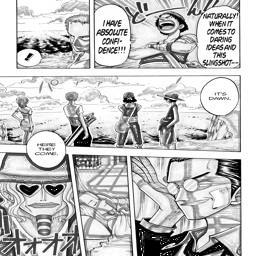 NATURALLY!
WHEN IT
COMES TO
DARING
IDEAS AND
THIS
SLINGSHOT--
I HAVE
ABSOLUTE
CONFI-
DENCE!!!
IT'S
DAWN.
HERE THEY
COME.